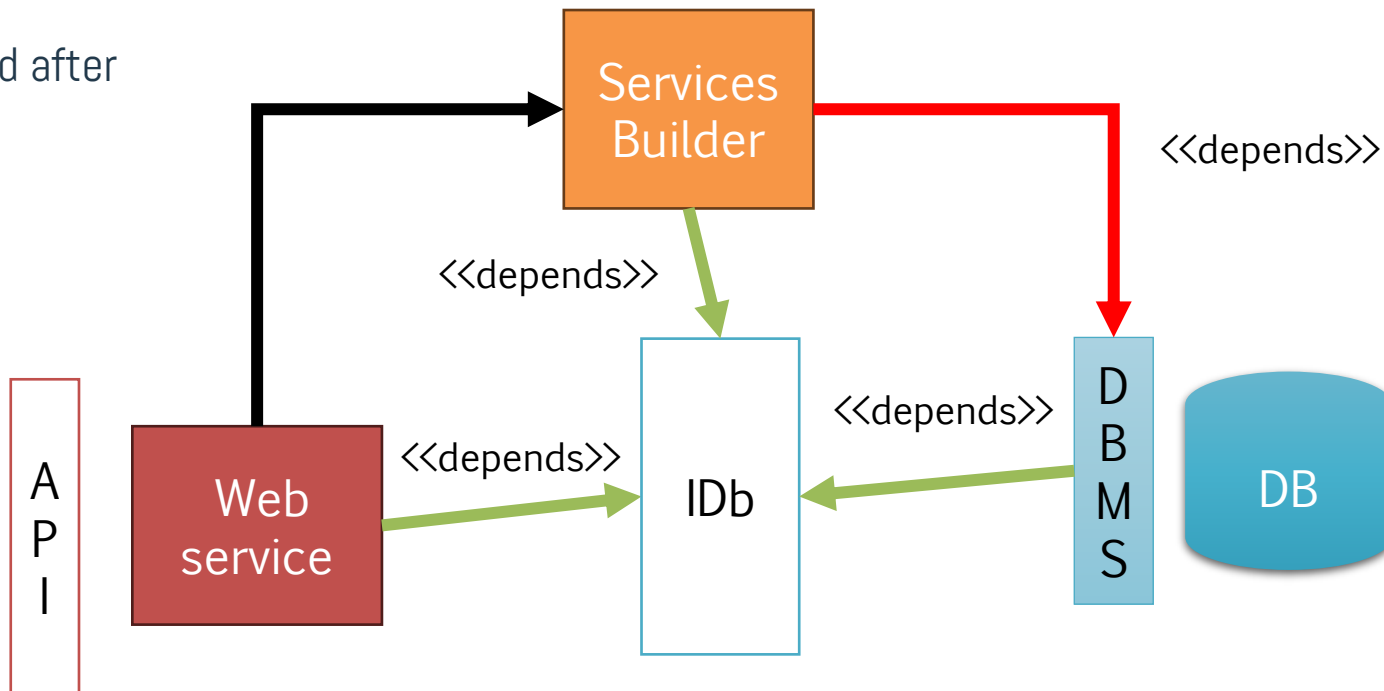 d after
Services
Builder
<<depends>>
<<depends>>
<<depends>>
<<depends>>
A
P
I
Web
service
IDb
D
B
M
S
DB